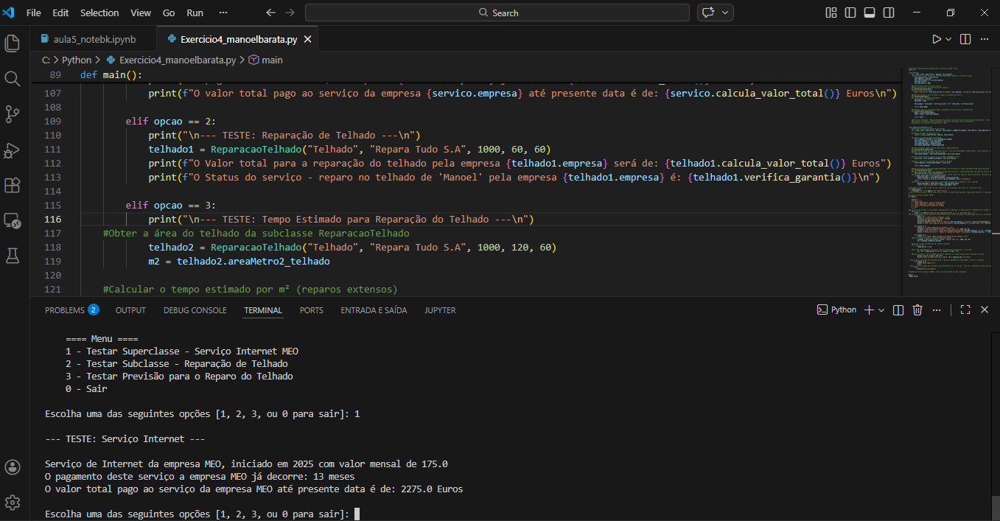 File Edit Selection View Go Run ··· Search
aula5_notebk.ipynb Exercicio4_manoelbarata.py
C: > Python > Exercicio4_manoelbarata.py > main
89 def main():
107 print(f"O valor total pago ao serviço da empresa {servico.empresa} até presente data é de: {servico.calcula_valor_total()} Euros\n")
108
109 elif opcao == 2:
110 print("\n--- TESTE: Reparação de Telhado ---\n")
111 telhado1 = ReparacaoTelhado("Telhado", "Repara Tudo S.A", 1000, 60, 60)
112 print(f"O Valor total para a reparação do telhado pela empresa {telhado1.empresa} será de: {telhado1.calcula_valor_total()} Euros")
113 print(f"O Status do serviço - reparo no telhado de 'Manoel' pela empresa {telhado1.empresa} é: {telhado1.verifica_garantia()}\n")
114
115 elif opcao == 3:
116 print("\n--- TESTE: Tempo Estimado para Reparação do Telhado ---\n")
117 #Obter a área do telhado da subclasse ReparacaoTelhado
118 telhado2 = ReparacaoTelhado("Telhado", "Repara Tudo S.A", 1000, 120, 60)
119 m2 = telhado2.areaMetro2_telhado
120
121 #Calcular o tempo estimado por m² (reparos extensos)
PROBLEMS 2 OUTPUT DEBUG CONSOLE TERMINAL PORTS ENTRADA E SAÍDA JUPYTER Python
==== Menu ====
1 - Testar Superclasse - Serviço Internet MEO
2 - Testar Subclasse - Reparação de Telhado
3 - Testar Previsão para o Reparo do Telhado
0 - Sair
Escolha uma das seguintes opções [1, 2, 3, ou 0 para sair]: 1
--- TESTE: Serviço Internet ---
Serviço de Internet da empresa MEO, iniciado em 2025 com valor mensal de 175.0
O pagamento deste serviço a empresa MEO já decorre: 13 meses
O valor total pago ao serviço da empresa MEO até presente data é de: 2275.0 Euros
Escolha uma das seguintes opções [1, 2, 3, ou 0 para sair]: